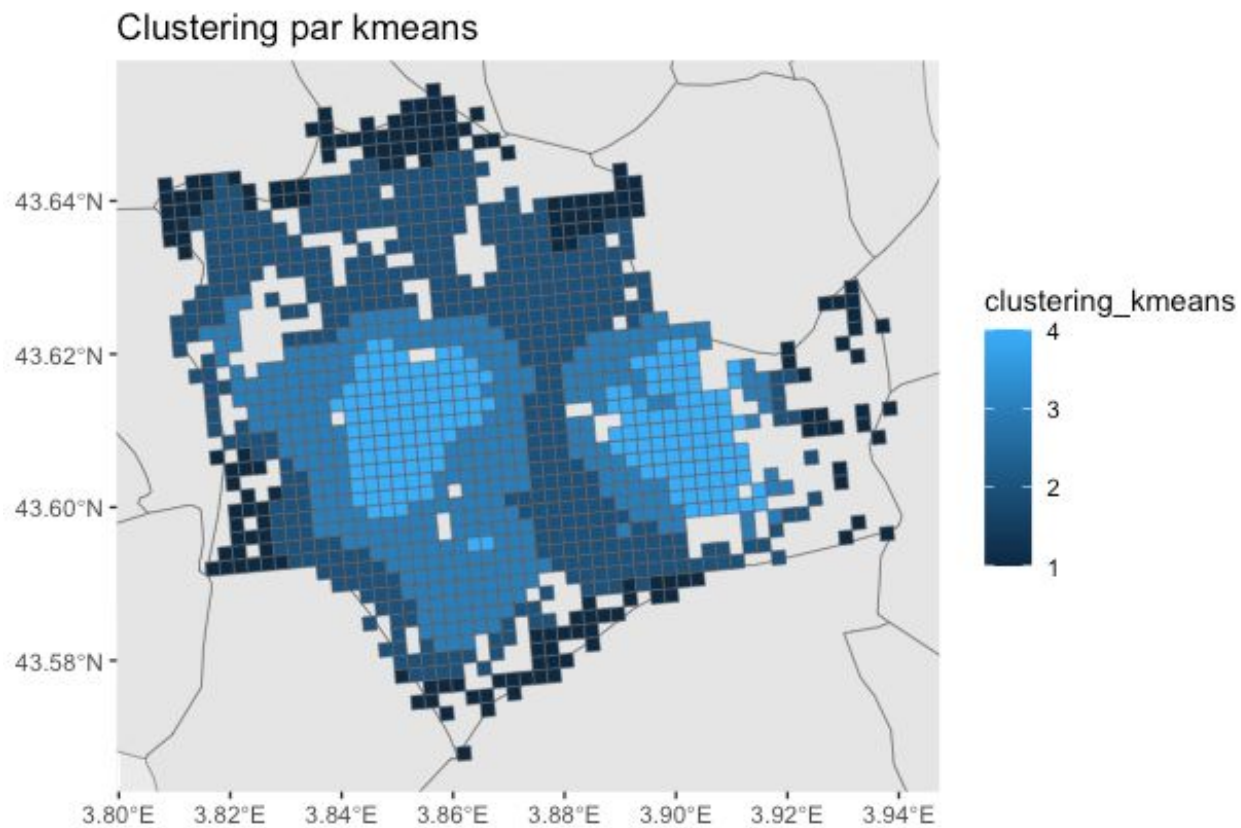 Clustering par kmeans
43.64°N
43.62°N
43.60°N
43.58°N
3.80°E 3.82°E 3.84°E 3.86°E 3.88°E 3.90°E 3.92°E 3.94°E
clustering_kmeans
4
3
2
1